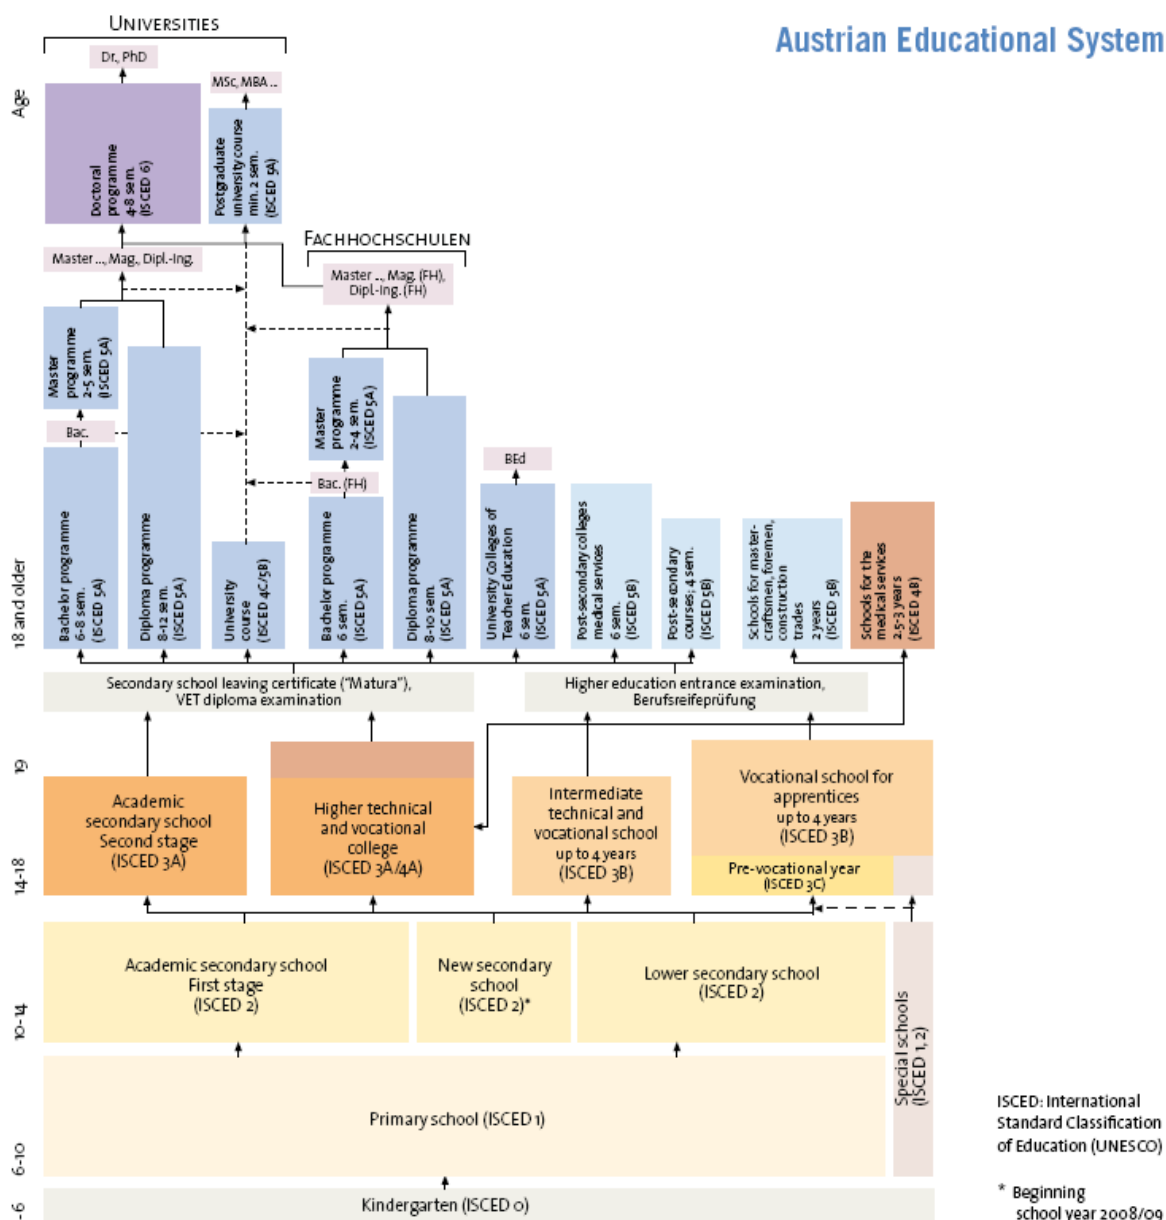 Austrian Educational System
UNIVERSITIES
Dr., PhD
MSc, MBA ...
Age
Doctoral
programme
4-8 sem.
(ISCED 6)
Postgraduate
university course
min. 2 sem.
(ISCED 5A)
FACHHOCHSCHULEN
Master ..., Mag., Dipl.-Ing.
Master ..., Mag. (FH),
Dipl.-Ing. (FH)
Master
programme
2-5 sem.
(ISCED 5A)
Master
programme
2-4 sem.
(ISCED 5A)
Bac.
BEd
Bac. (FH)
18 and older
Bachelor programme
6-8 sem.
(ISCED 5A)
Diploma programme
8-12 sem.
(ISCED 5A)
University
course
(ISCED 4C/5B)
Bachelor programme
6 sem.
(ISCED 5A)
Diploma programme
8-10 sem.
(ISCED 5A)
University Colleges of
Teacher Education
6 sem.
(ISCED 5A)
Post-secondary colleges
medical services
6 sem.
(ISCED 5B)
Post-secondary
courses; 4 sem.
(ISCED 5B)
Schools for master-
craftsmen, foremen,
construction
trades
2 years
(ISCED 5B)
Schools for the
medical services
2.5-3 years
(ISCED 4B)
Secondary school leaving certificate ("Matura"),
VET diploma examination
Higher education entrance examination,
Berufsreifeprüfung
19
14-18
Academic
secondary school
Second stage
(ISCED 3A)
Higher technical
and vocational
college
(ISCED 3A/4A)
Intermediate
technical and
vocational school
up to 4 years
(ISCED 3B)
Vocational school for
apprentices
up to 4 years
(ISCED 3B)
Pre-vocational year
(ISCED 3C)
10-14
Academic secondary school
First stage
(ISCED 2)
New secondary
school
(ISCED 2)*
Lower secondary school
(ISCED 2)
Special schools
(ISCED 1, 2)
6-10
Primary school (ISCED 1)
-6
Kindergarten (ISCED 0)
ISCED: International
Standard Classification
of Education (UNESCO)
* Beginning
school year 2008/09